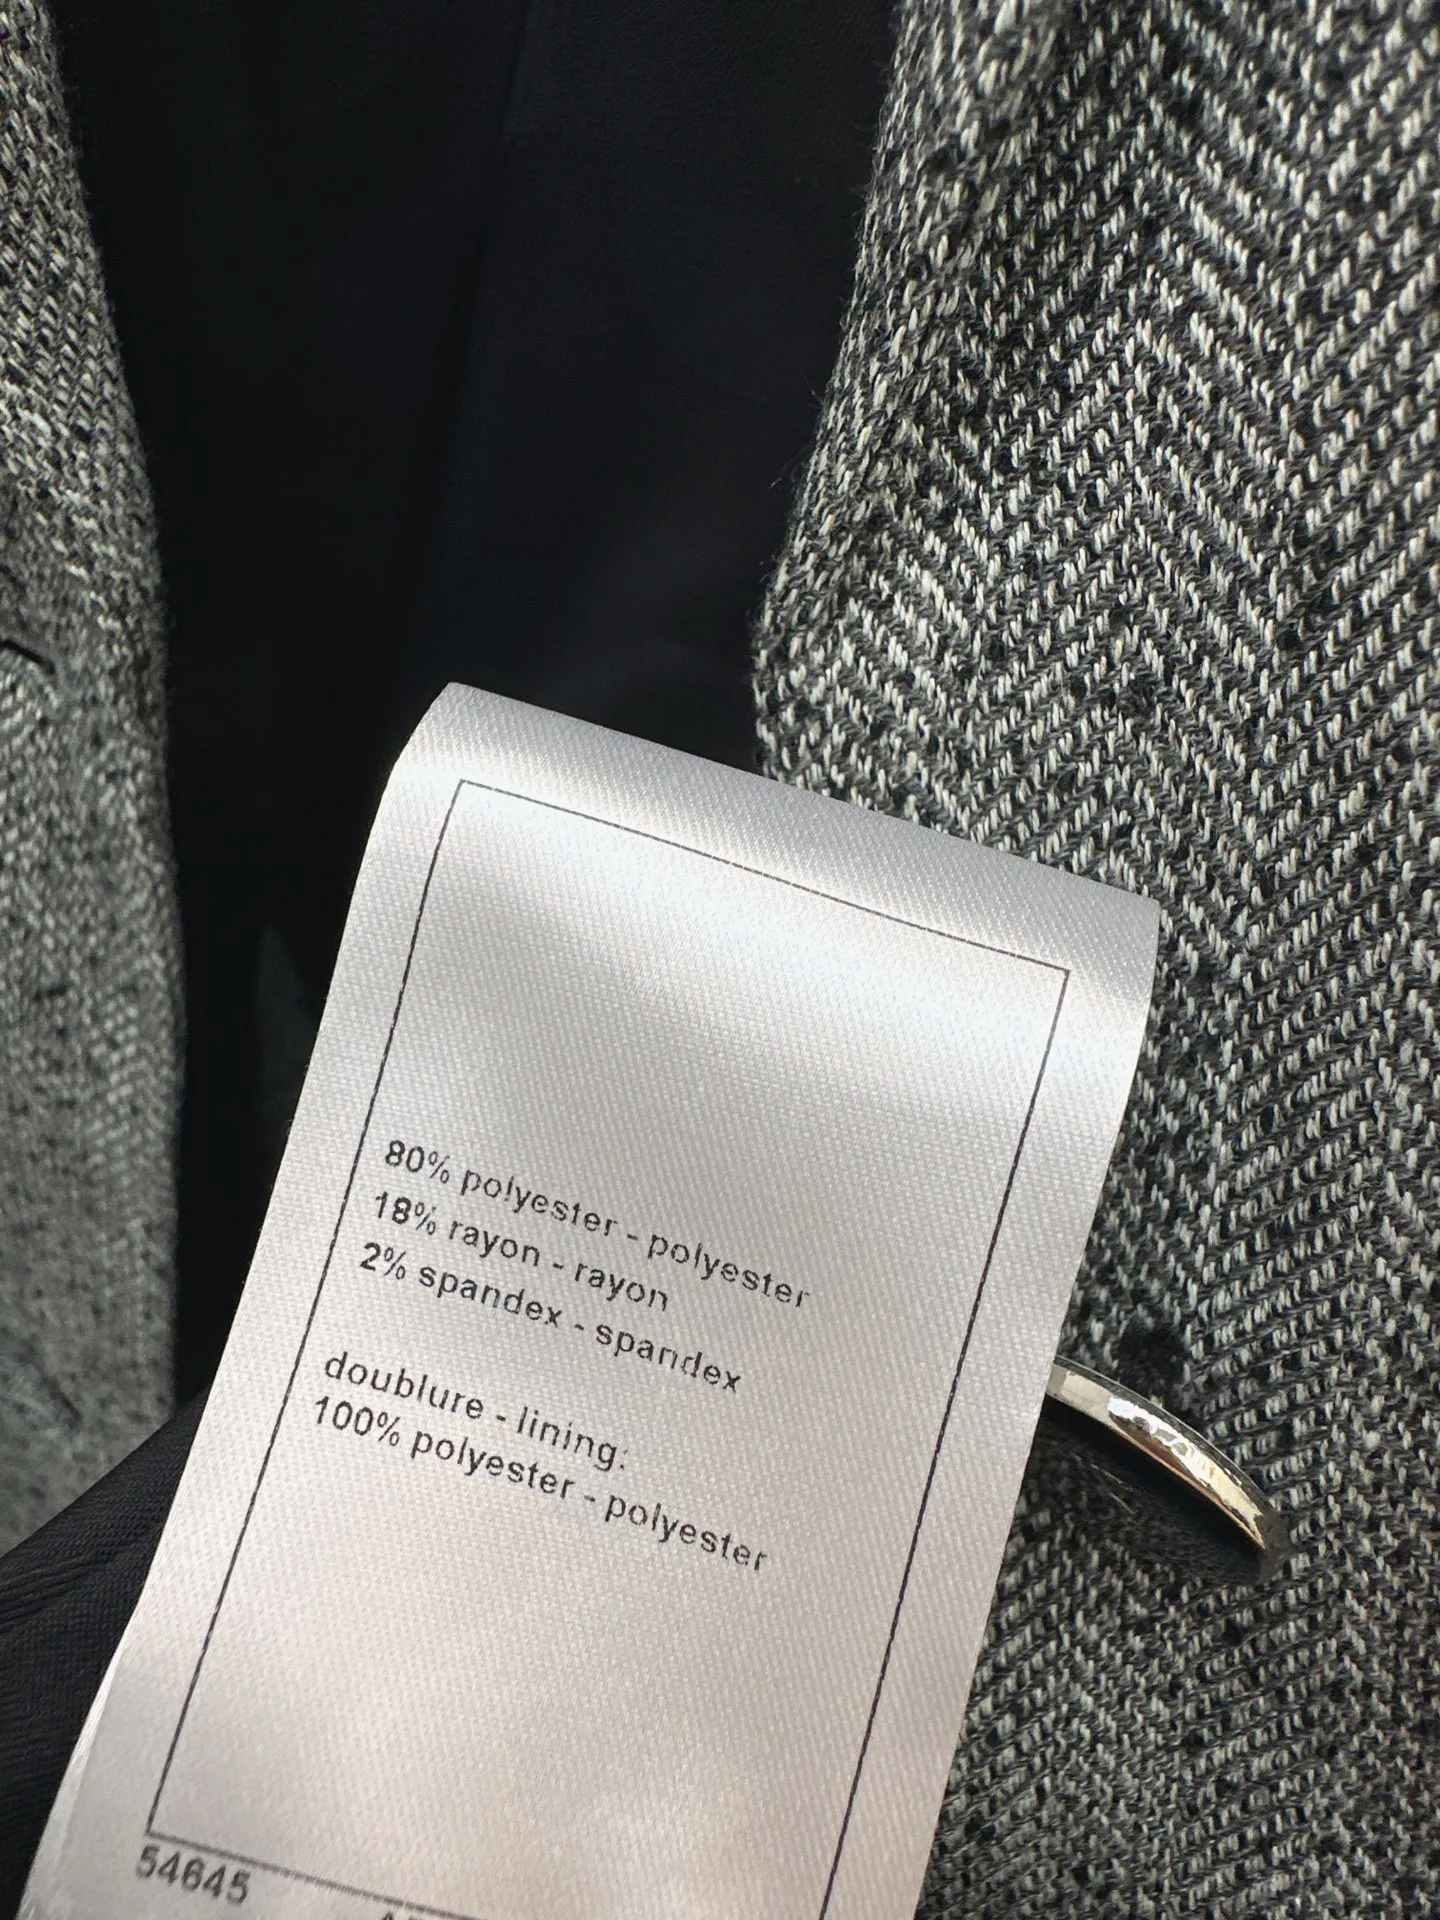 80% polyester - polyester
18% rayon - rayon
2% spandex - spandex
doublure - lining:
100% polyester - polyester
54645